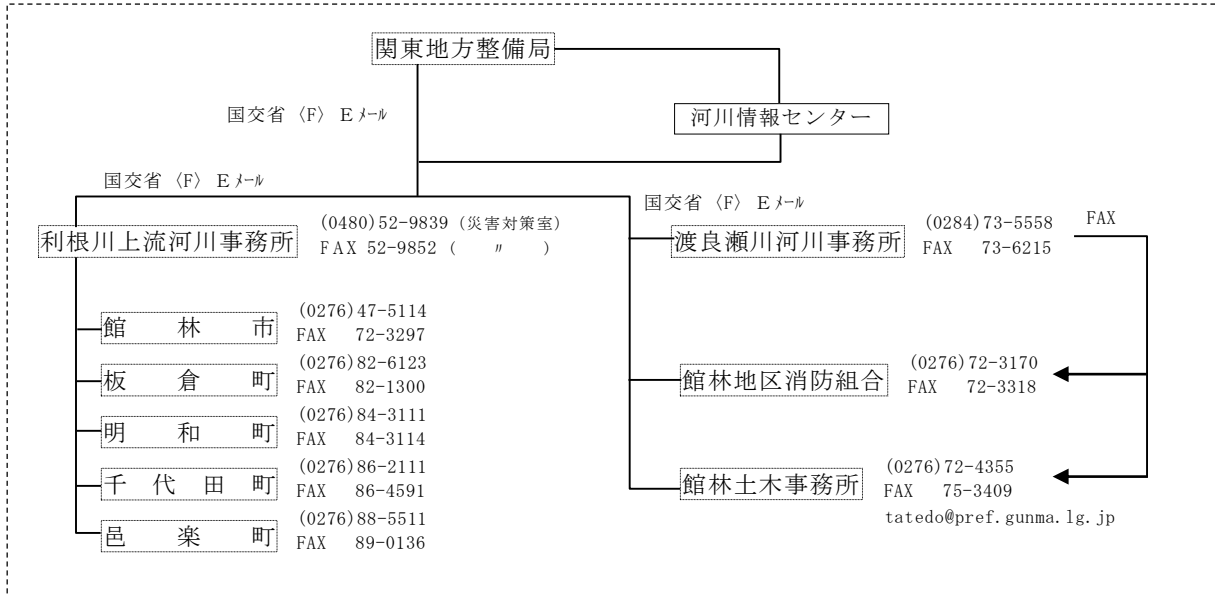 関東地方整備局
国交省〈F〉Eメール
河川情報センター
国交省〈F〉Eメール
国交省〈F〉Eメール
利根川上流河川事務所
(0480)52-9839(災害対策室)
FAX 52-9852( 〃 )
渡良瀬川河川事務所
(0284)73-5558
FAX 73-6215
FAX
館林市
(0276)47-5114
FAX 72-3297
板倉町
(0276)82-6123
FAX 82-1300
明和町
(0276)84-3111
FAX 84-3114
千代田町
(0276)86-2111
FAX 86-4591
邑楽町
(0276)88-5511
FAX 89-0136
館林地区消防組合
(0276)72-3170
FAX 72-3318
館林土木事務所
(0276)72-4355
FAX 75-3409
tatedo@pref.gunma.lg.jp